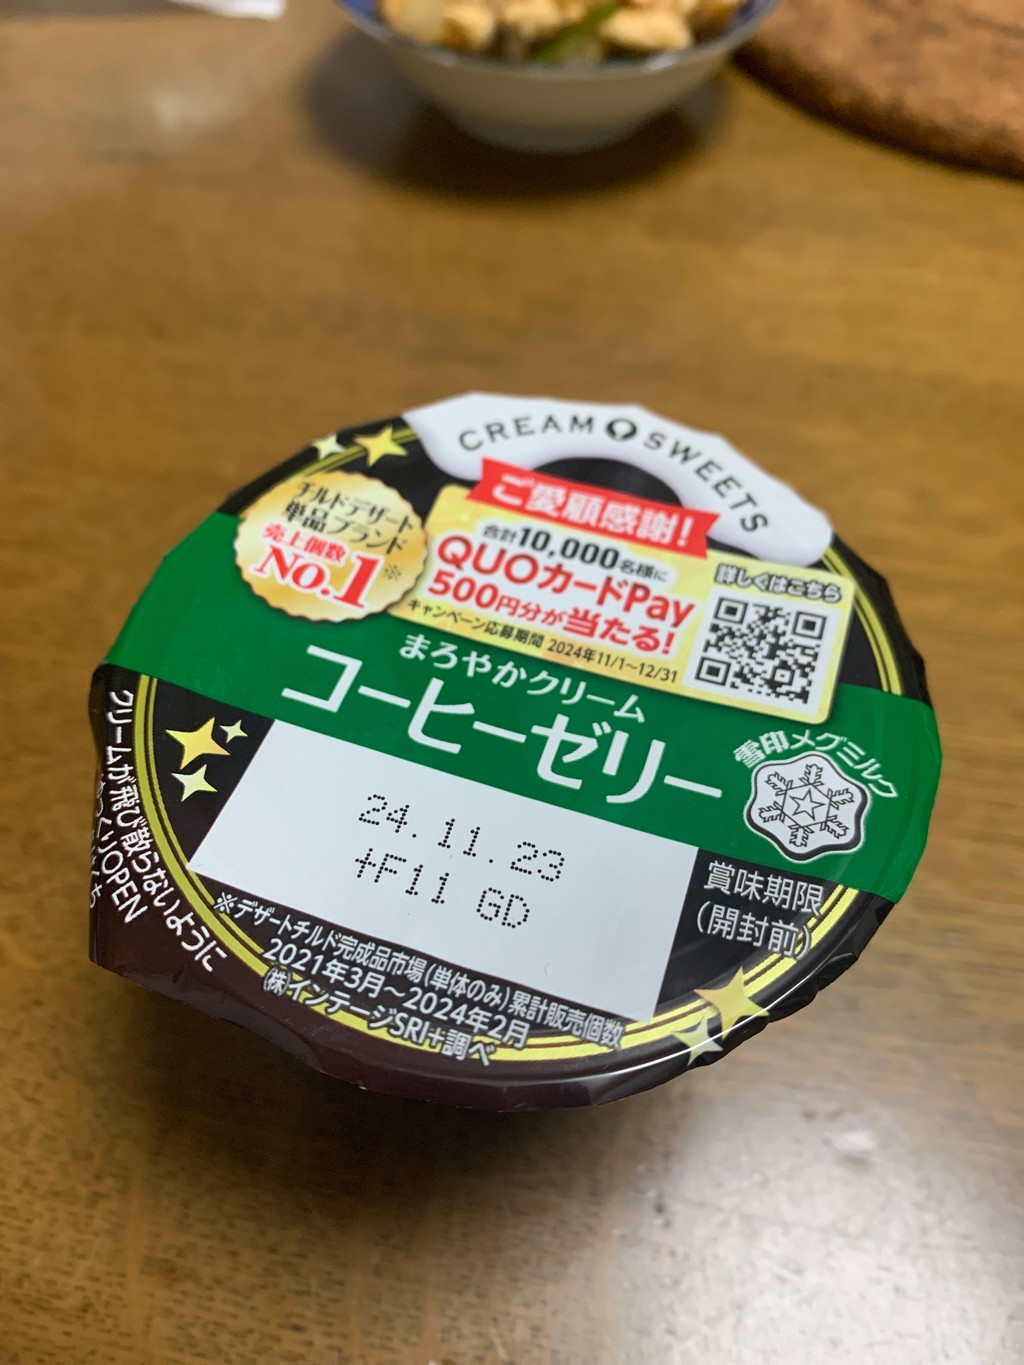 CREAM SWEETS
チルドデザート
単品ブランド
売上個数
No.1※
ご愛顧感謝!
合計10,000名様に
QUOカードPay
500円分が当たる!
キャンペーン応募期間 2024年11/1〜12/31
詳しくはこちら
まろやかクリーム
コーヒーゼリー
雪印メグミルク
24.11.23
+F11 GD
賞味期限
(開封前)
※デザートチルド完成品市場(単体のみ)累計販売個数
2021年3月〜2024年2月
㈱インテージSRI+調べ
クリームが飛び散らないように
OPEN